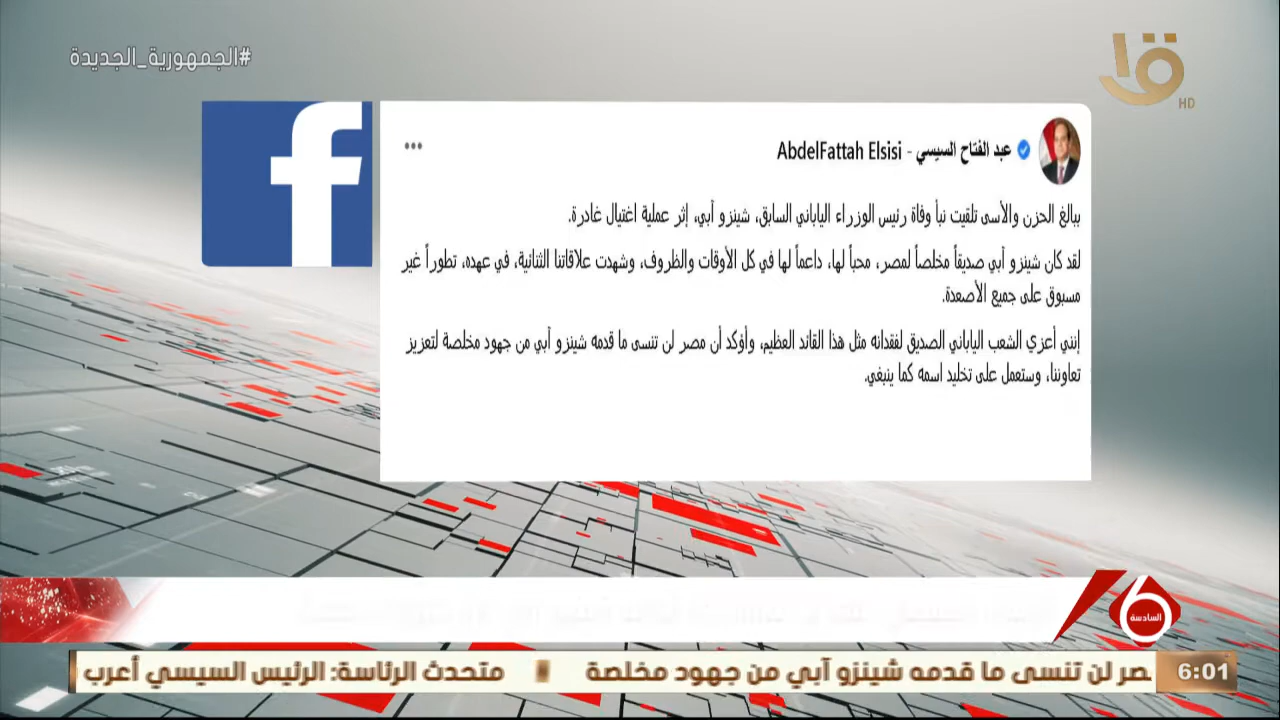 #الجمهورية_الجديدة
HD
عبد الفتاح السيسي - AbdelFattah Elsisi
ببالغ الحزن والأسى تلقيت نبأ وفاة رئيس الوزراء الياباني السابق، شينزو آبي، إثر عملية اغتيال غادرة.
لقد كان شينزو آبي صديقاً مخلصاً لمصر، محباً لها، داعماً لها في كل الأوقات والظروف، وشهدت علاقاتنا الثنائية، في عهده، تطوراً غير
مسبوق على جميع الأصعدة.
إنني أعزي الشعب الياباني الصديق لفقدانه مثل هذا القائد العظيم، وأؤكد أن مصر لن تنسى ما قدمه شينزو آبي من جهود مخلصة لتعزيز
تعاوننا، وستعمل على تخليد اسمه كما ينبغي.
السادسة
6:01 صر لن تنسى ما قدمه شينزو آبي من جهود مخلصة متحدث الرئاسة: الرئيس السيسي أعرب